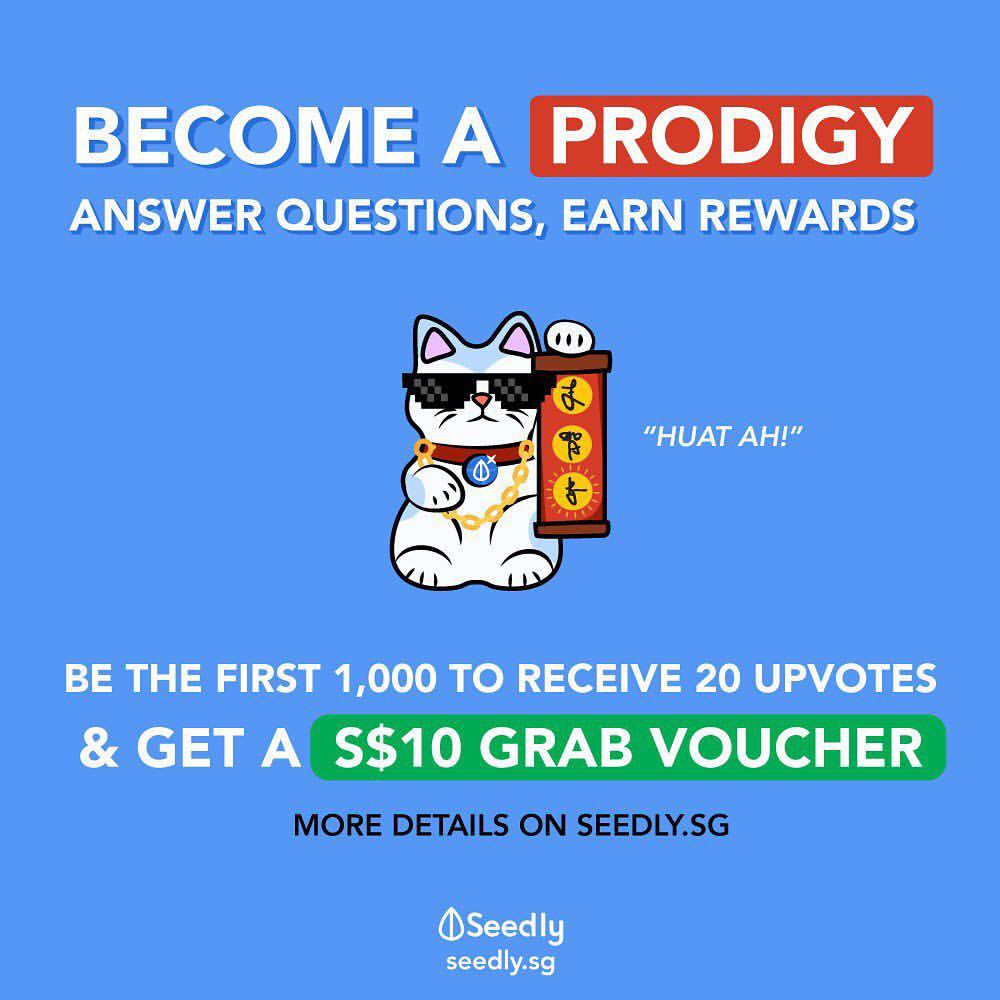 BECOME A PRODIGY
ANSWER QUESTIONS, EARN REWARDS
“HUAT AH!”
BE THE FIRST 1,000 TO RECEIVE 20 UPVOTES
& GET A S$10 GRAB VOUCHER
MORE DETAILS ON SEEDLY.SG
Seedly
seedly.sg